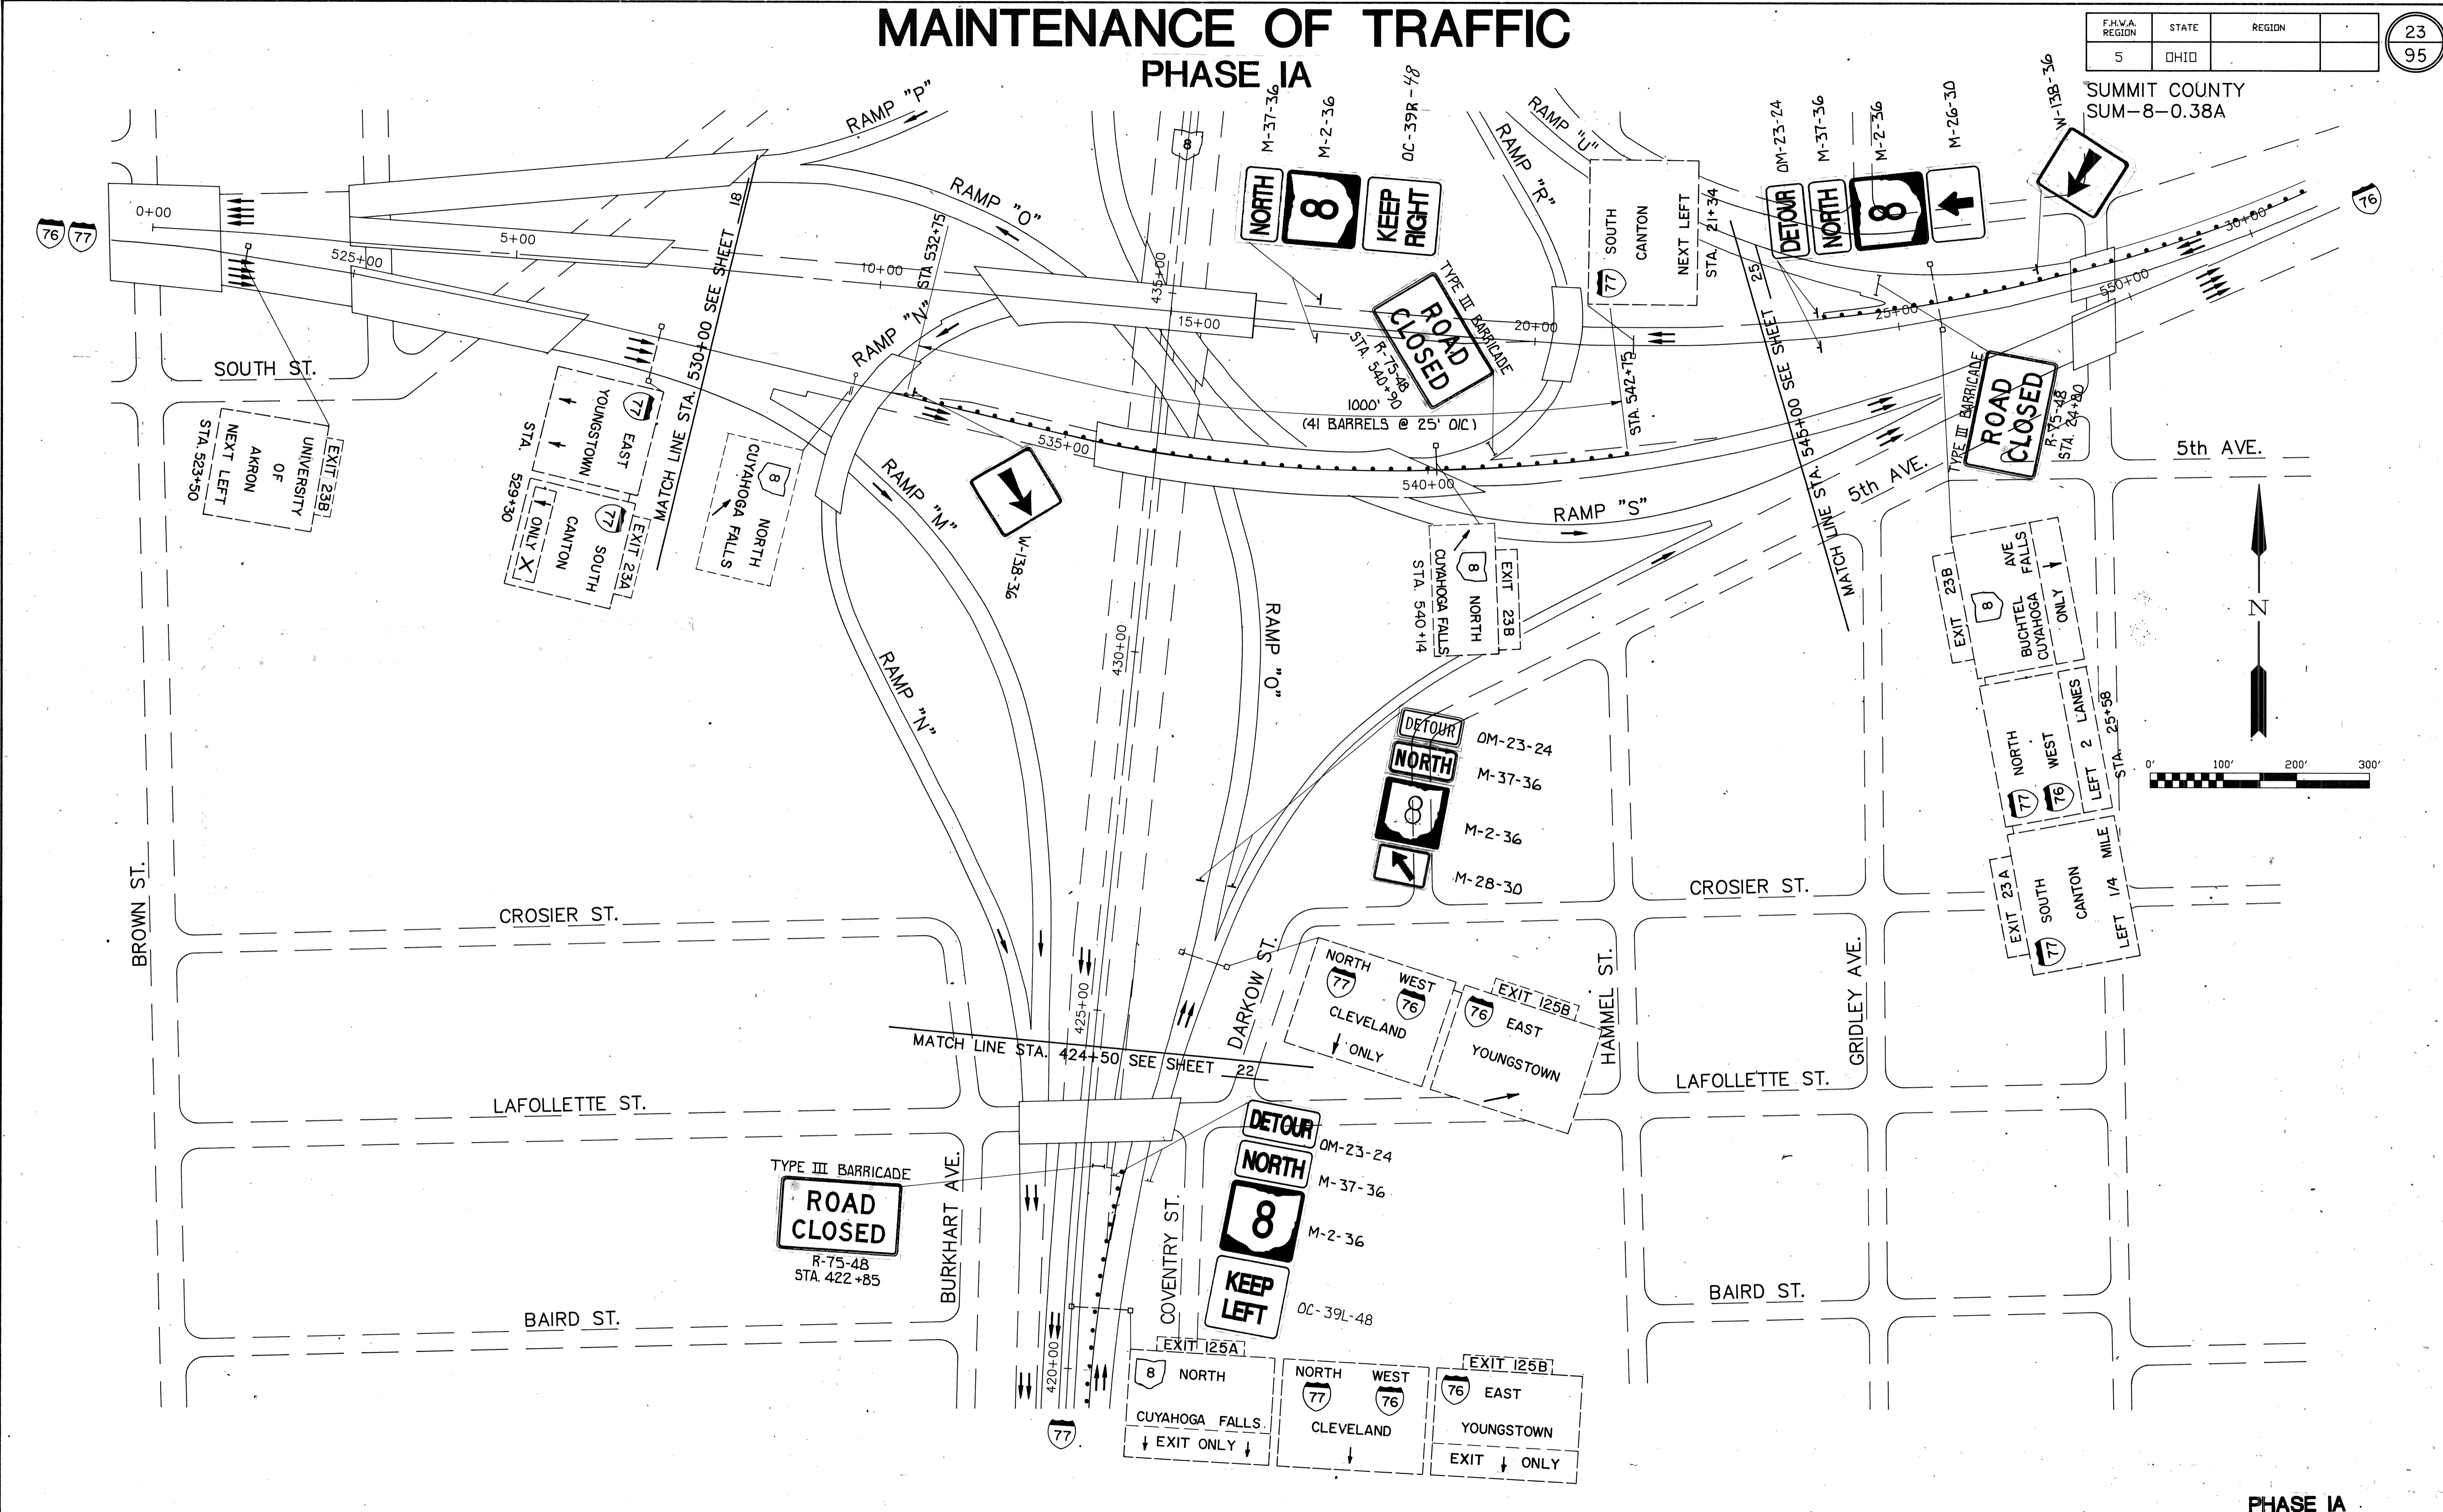 MAINTENANCE OF TRAFFIC
PHASE IA
F.H.W.A. REGION
STATE
REGION
5
OHIO
23
95
SUMMIT COUNTY
SUM-8-0.38A
RAMP "P"
8
M-37-36
M-2-36
OC-39R-48
NORTH
8
KEEP
RIGHT
RAMP "R"
RAMP "U"
77
SOUTH
CANTON
NEXT LEFT
STA. 21+34
OM-23-24
M-37-36
M-2-36
M-26-30
DETOUR
NORTH
8
W-138-36
76
30+00
76
77
0+00
5+00
525+00
10+00
RAMP "O"
STA 532+75
435+00
15+00
20+00
25+00
550+00
MATCH LINE STA. 530+00 SEE SHEET 18
RAMP "N"
TYPE III BARRICADE
ROAD
CLOSED
R-75-48
STA. 540+90
1000'
(41 BARRELS @ 25' O/C)
STA. 542+75
MATCH LINE STA. 545+00 SEE SHEET 25
TYPE III BARRICADE
ROAD
CLOSED
R-75-48
STA. 24+80
5th AVE.
5th AVE.
SOUTH ST.
EXIT 23B
UNIVERSITY
OF
AKRON
NEXT LEFT
STA. 523+50
77
EAST
YOUNGSTOWN
STA. 529+30
EXIT 23A
77
SOUTH
CANTON
ONLY X
8
NORTH
CUYAHOGA FALLS
RAMP "M"
535+00
540+00
W-138-36
RAMP "S"
EXIT 23B
8
NORTH
CUYAHOGA FALLS
STA. 540+14
430+00
RAMP "O"
RAMP "N"
EXIT 23B
8
AVE
FALLS
BUCHTEL
CUYAHOGA
ONLY
77
NORTH
76
WEST
LEFT 2 LANES
STA. 25+58
EXIT 23A
77
SOUTH
CANTON
LEFT 1/4 MILE
N
0'
100'
200'
300'
DETOUR
OM-23-24
NORTH
M-37-36
8
M-2-36
M-28-30
BROWN ST.
CROSIER ST.
CROSIER ST.
DARKOW ST.
HAMMEL ST.
GRIDLEY AVE.
NORTH
77
WEST
76
CLEVELAND
ONLY
EXIT 125B
76
EAST
YOUNGSTOWN
425+00
MATCH LINE STA. 424+50 SEE SHEET 22
LAFOLLETTE ST.
LAFOLLETTE ST.
TYPE III BARRICADE
ROAD
CLOSED
R-75-48
STA. 422+85
BURKHART AVE.
COVENTRY ST.
DETOUR
OM-23-24
NORTH
M-37-36
8
M-2-36
KEEP
LEFT
OC-39L-48
BAIRD ST.
BAIRD ST.
420+00
77
EXIT 125A
8
NORTH
CUYAHOGA FALLS
EXIT ONLY
NORTH
77
WEST
76
CLEVELAND
EXIT 125B
76
EAST
YOUNGSTOWN
EXIT ONLY
PHASE IA